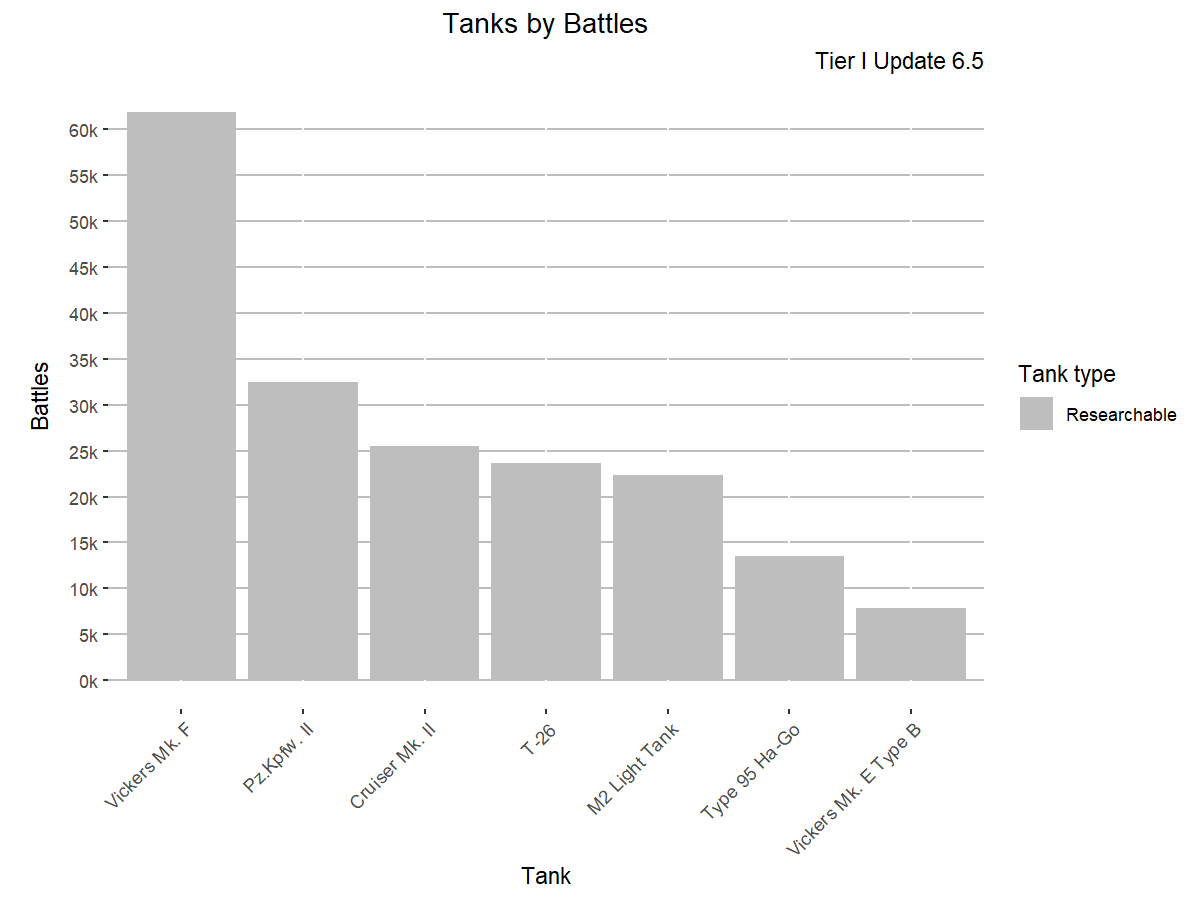 Tanks by Battles
Tier I Update 6.5
60k
55k
50k
45k
40k
35k
30k
25k
20k
15k
10k
5k
0k
Battles
Vickers Mk. F
Pz.Kpfw. II
Cruiser Mk. II
T-26
M2 Light Tank
Type 95 Ha-Go
Vickers Mk. E Type B
Tank
Tank type
Researchable